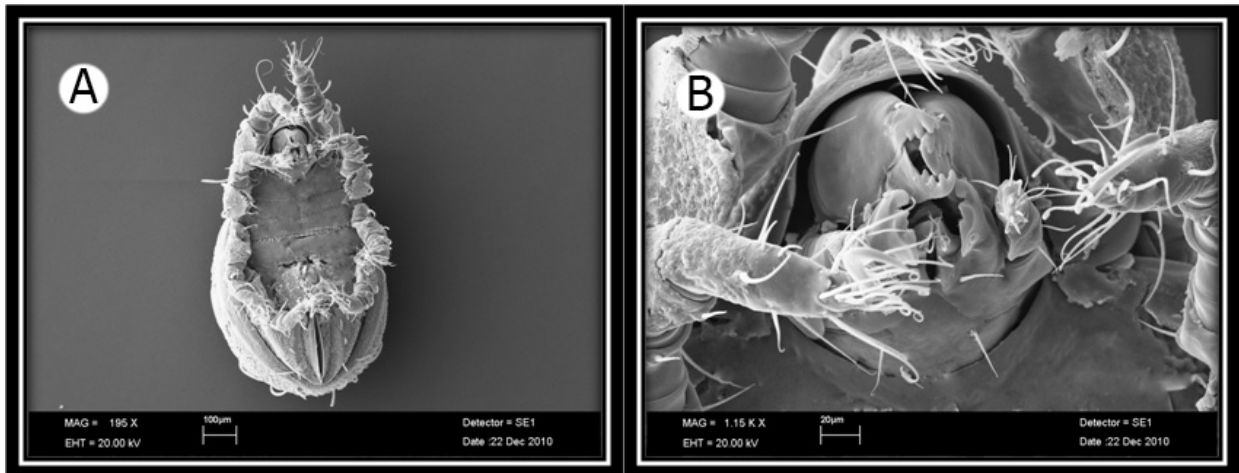 A
MAG = 195 X
100µm
Detector = SE1
EHT = 20.00 kV
Date :22 Dec 2010
B
MAG = 1.15 K X
20µm
Detector = SE1
EHT = 20.00 kV
Date :22 Dec 2010